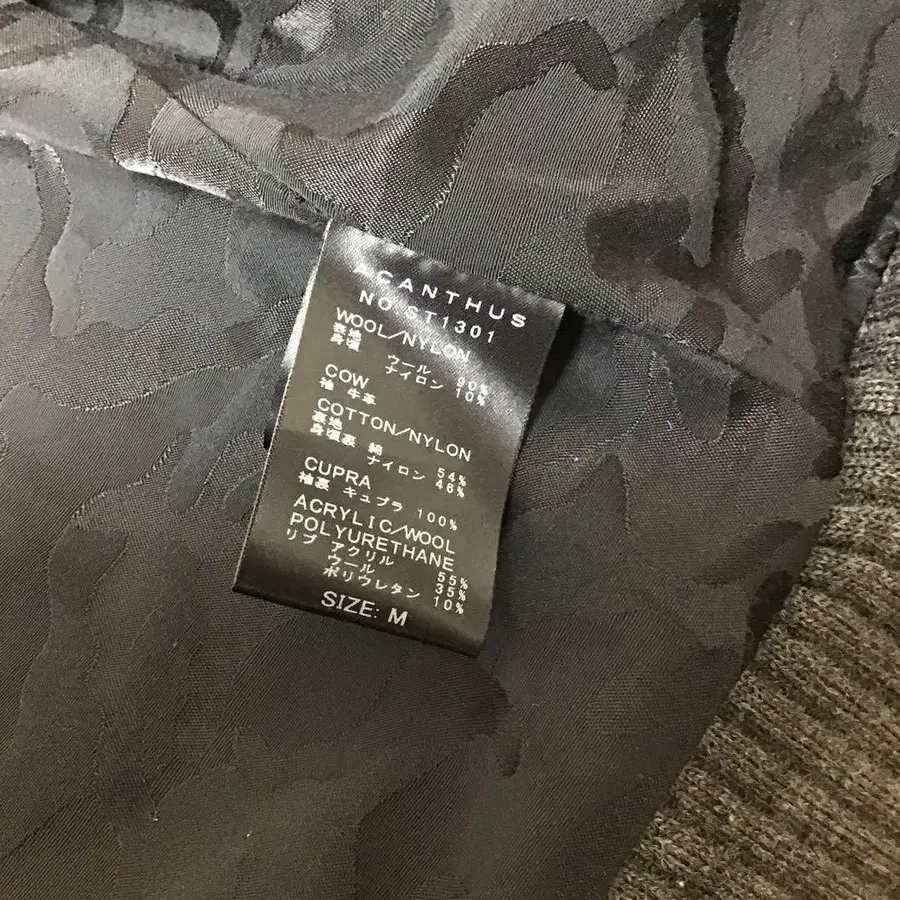 ACANTHUS
NO ST1301
WOOL/NYLON
表地
身頃 ウール 90%
ナイロン 10%
COW
袖 牛革
COTTON/NYLON
裏地
身頃裏 綿 54%
ナイロン 46%
CUPRA
袖裏 キュプラ 100%
ACRYLIC/WOOL
POLYURETHANE
リブ アクリル 55%
ウール 35%
ポリウレタン 10%
SIZE: M